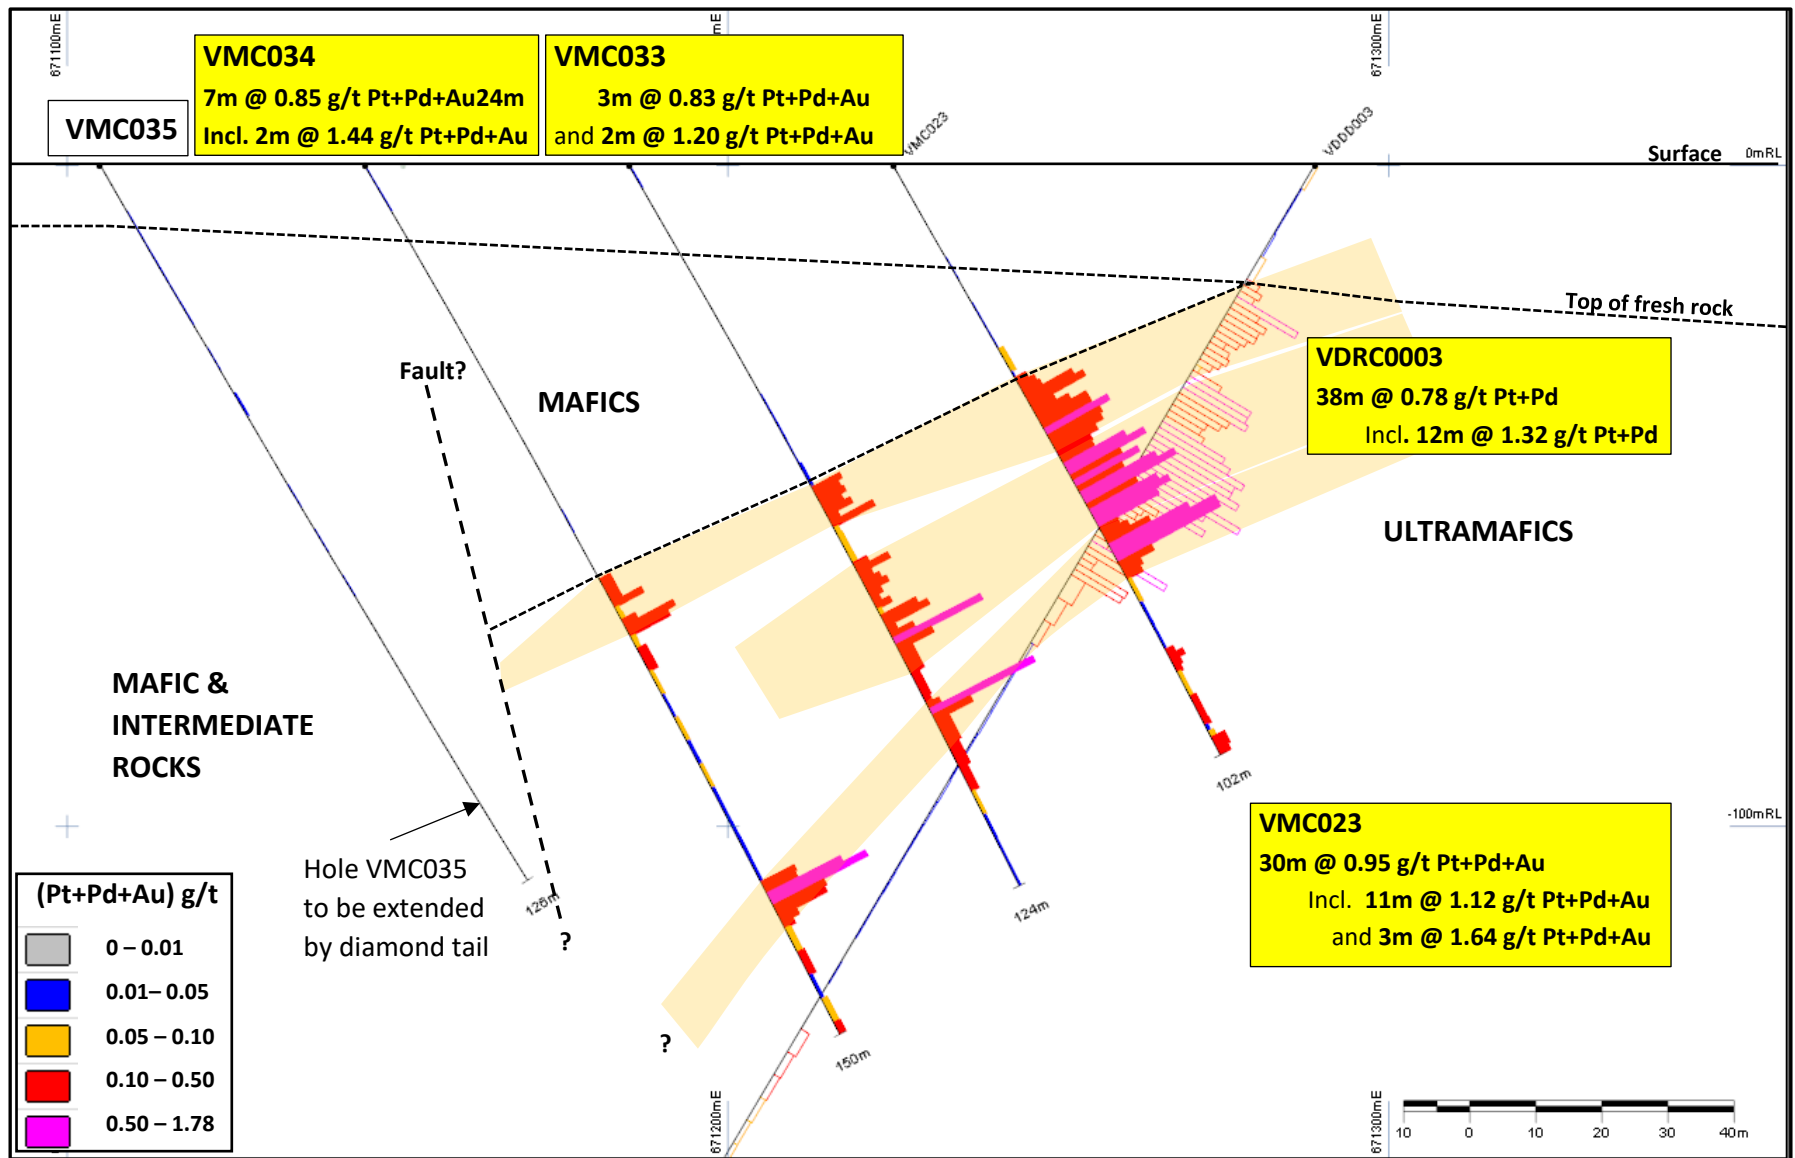 671100mE
mE
671300mE
VMC035
VMC034
7m @ 0.85 g/t Pt+Pd+Au24m
Incl. 2m @ 1.44 g/t Pt+Pd+Au
VMC033
3m @ 0.83 g/t Pt+Pd+Au
and 2m @ 1.20 g/t Pt+Pd+Au
VMC023
VDDD003
Surface
0mRL
Top of fresh rock
Fault?
MAFICS
VDRC0003
38m @ 0.78 g/t Pt+Pd
Incl. 12m @ 1.32 g/t Pt+Pd
ULTRAMAFICS
MAFIC &
INTERMEDIATE
ROCKS
102m
-100mRL
VMC023
30m @ 0.95 g/t Pt+Pd+Au
Incl. 11m @ 1.12 g/t Pt+Pd+Au
and 3m @ 1.64 g/t Pt+Pd+Au
Hole VMC035
to be extended
by diamond tail
126m
?
124m
?
150m
(Pt+Pd+Au) g/t
0 – 0.01
0.01– 0.05
0.05 – 0.10
0.10 – 0.50
0.50 – 1.78
671200mE
671300mE
10 0 10 20 30 40m